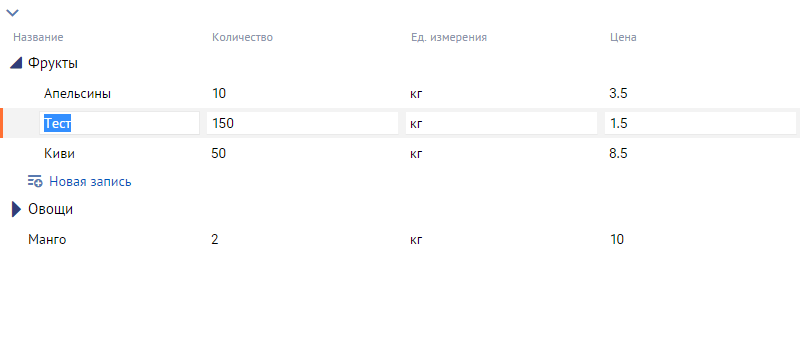 Название Количество Ед. измерения Цена
Фрукты
Апельсины 10 кг 3.5
Тест 150 кг 1.5
Киви 50 кг 8.5
Новая запись
Овощи
Манго 2 кг 10